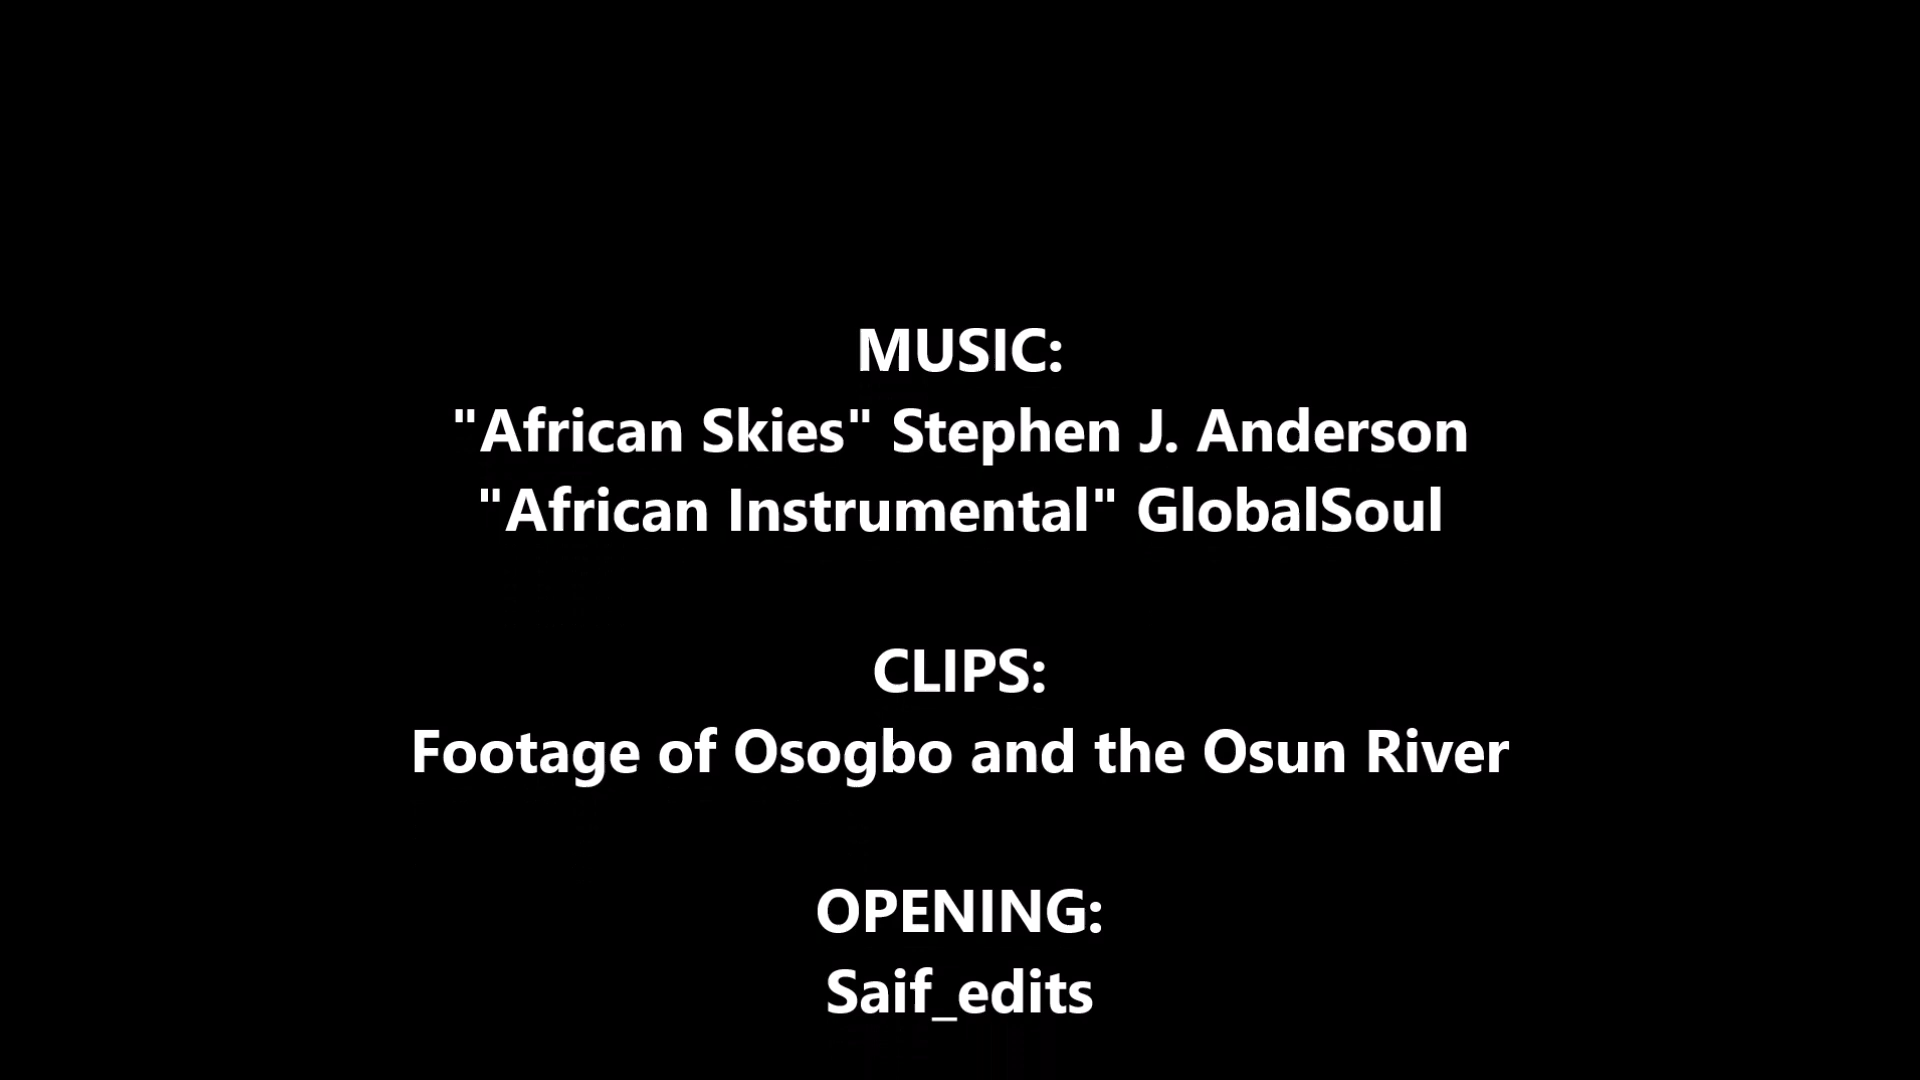 MUSIC:
"African Skies" Stephen J. Anderson
"African Instrumental" GlobalSoul
CLIPS:
Footage of Osogbo and the Osun River
OPENING:
Saif_edits